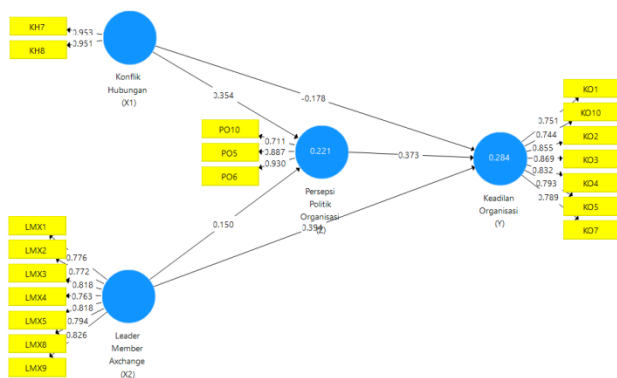 KH7
0.953
KH8
0.951
Konflik
Hubungan
(X1)
0.354
-0.178
PO10
0.711
PO5
0.887
PO6
0.930
0.221
Persepsi
Politik
Organisasi
0.373
0.284
Keadilan
Organisasi
(Y)
KO1
0.751
KO10
0.744
KO2
0.855
KO3
0.869
KO4
0.832
KO5
0.793
KO7
0.789
0.150
LMX1
0.776
LMX2
0.772
LMX3
0.818
LMX4
0.763
LMX5
0.818
LMX8
0.794
LMX9
0.826
Leader
Member
Axchange
(X2)